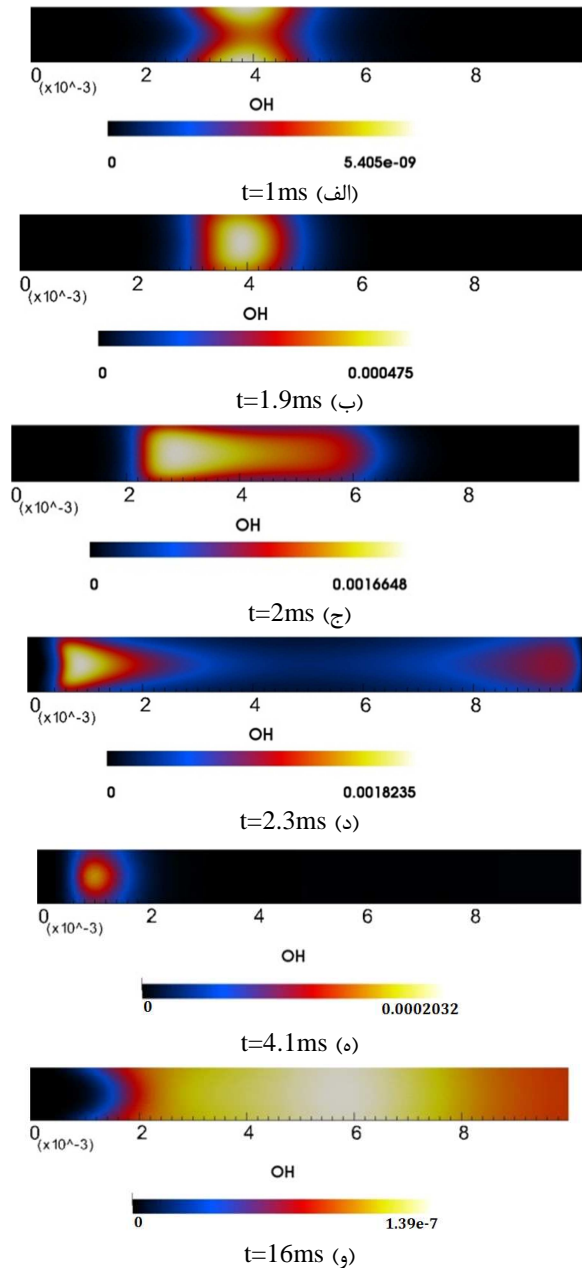 0 2 4 6 8
(x10^-3)
OH
0 5.405e-09
t=1ms (الف)
0 2 4 6 8
(x10^-3)
OH
0 0.000475
t=1.9ms (ب)
0 2 4 6 8
(x10^-3)
OH
0 0.0016648
t=2ms (ج)
0 2 4 6 8
(x10^-3)
OH
0 0.0018235
t=2.3ms (د)
0 2 4 6 8
(x10^-3)
OH
0 0.0002032
t=4.1ms (ه)
0 2 4 6 8
(x10^-3)
OH
0 1.39e-7
t=16ms (و)